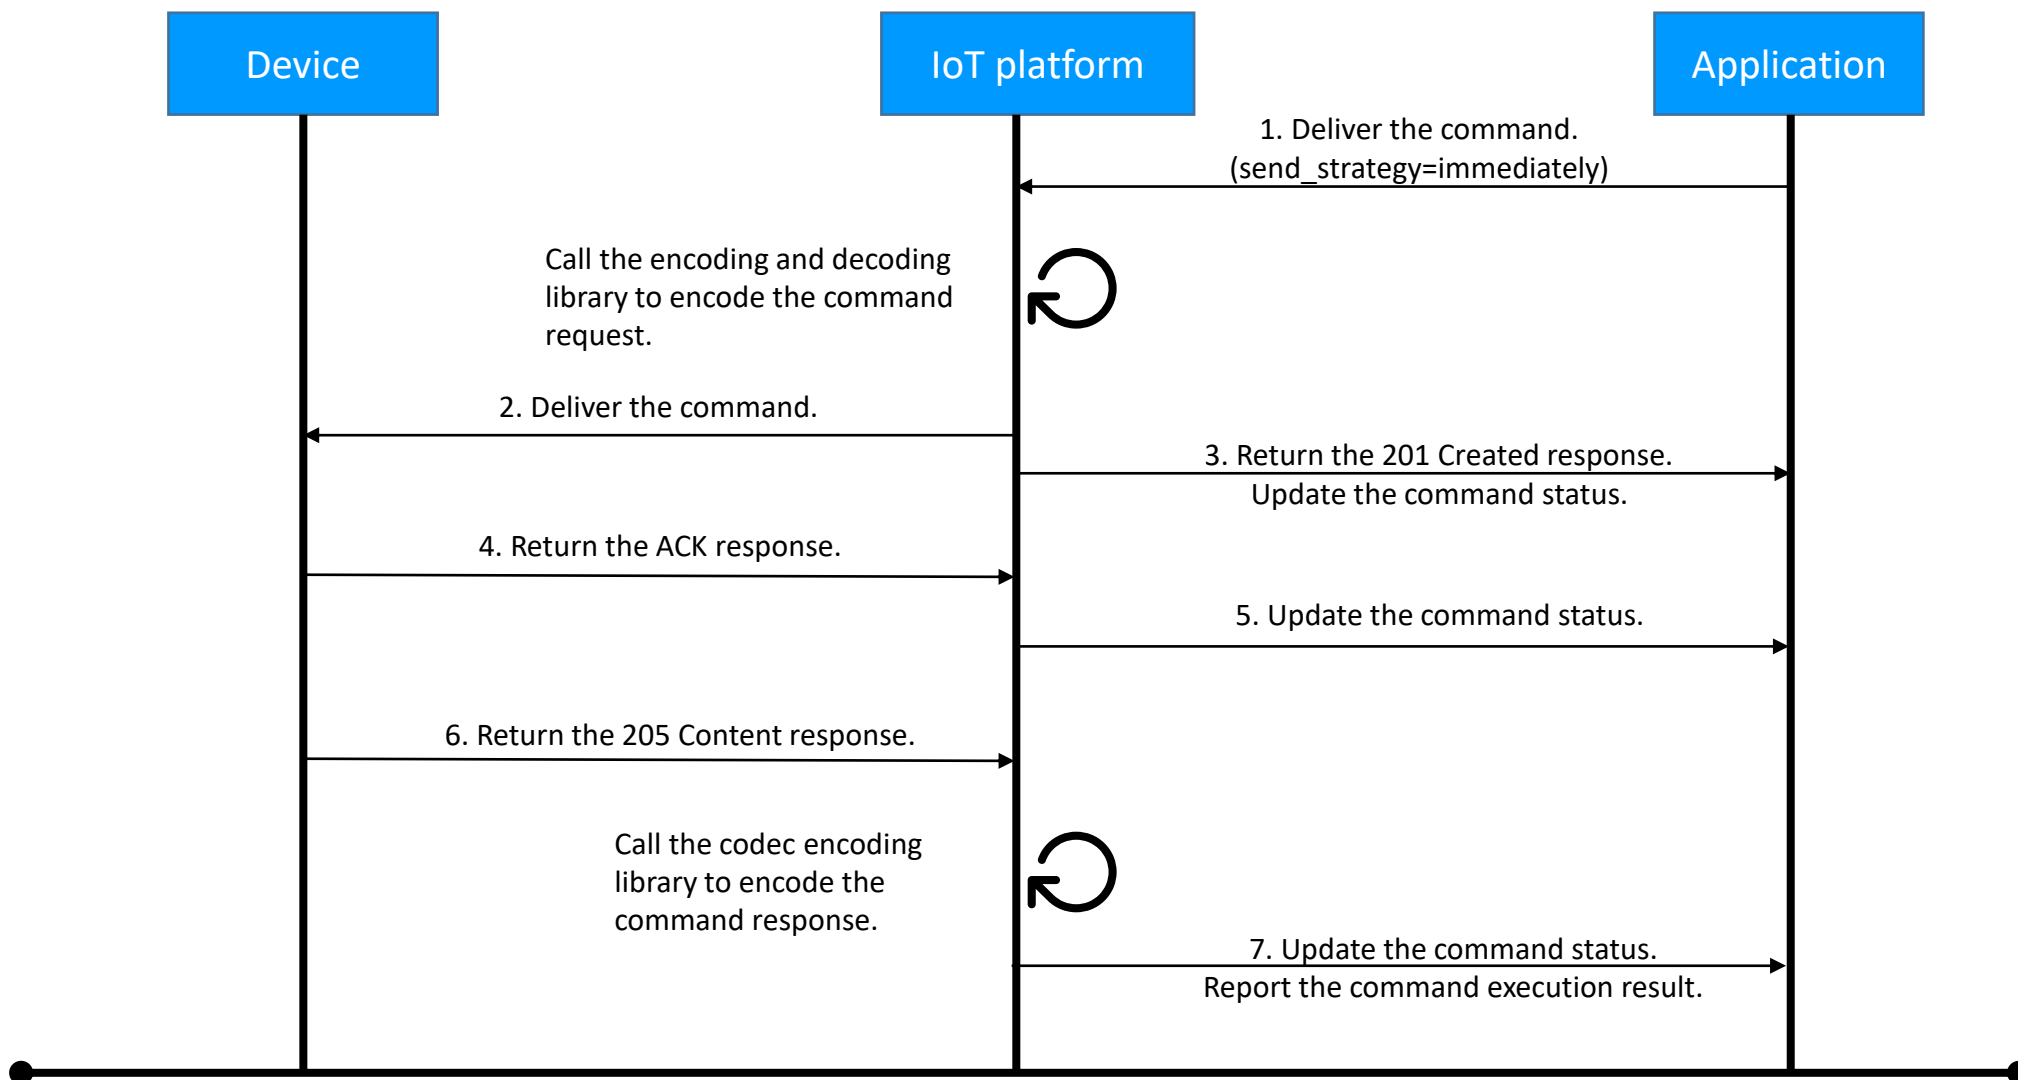 Device
IoT platform
Application
1. Deliver the command.
(send_strategy=immediately)
Call the encoding and decoding
library to encode the command
request.
2. Deliver the command.
3. Return the 201 Created response.
Update the command status.
4. Return the ACK response.
5. Update the command status.
6. Return the 205 Content response.
Call the codec encoding
library to encode the
command response.
7. Update the command status.
Report the command execution result.